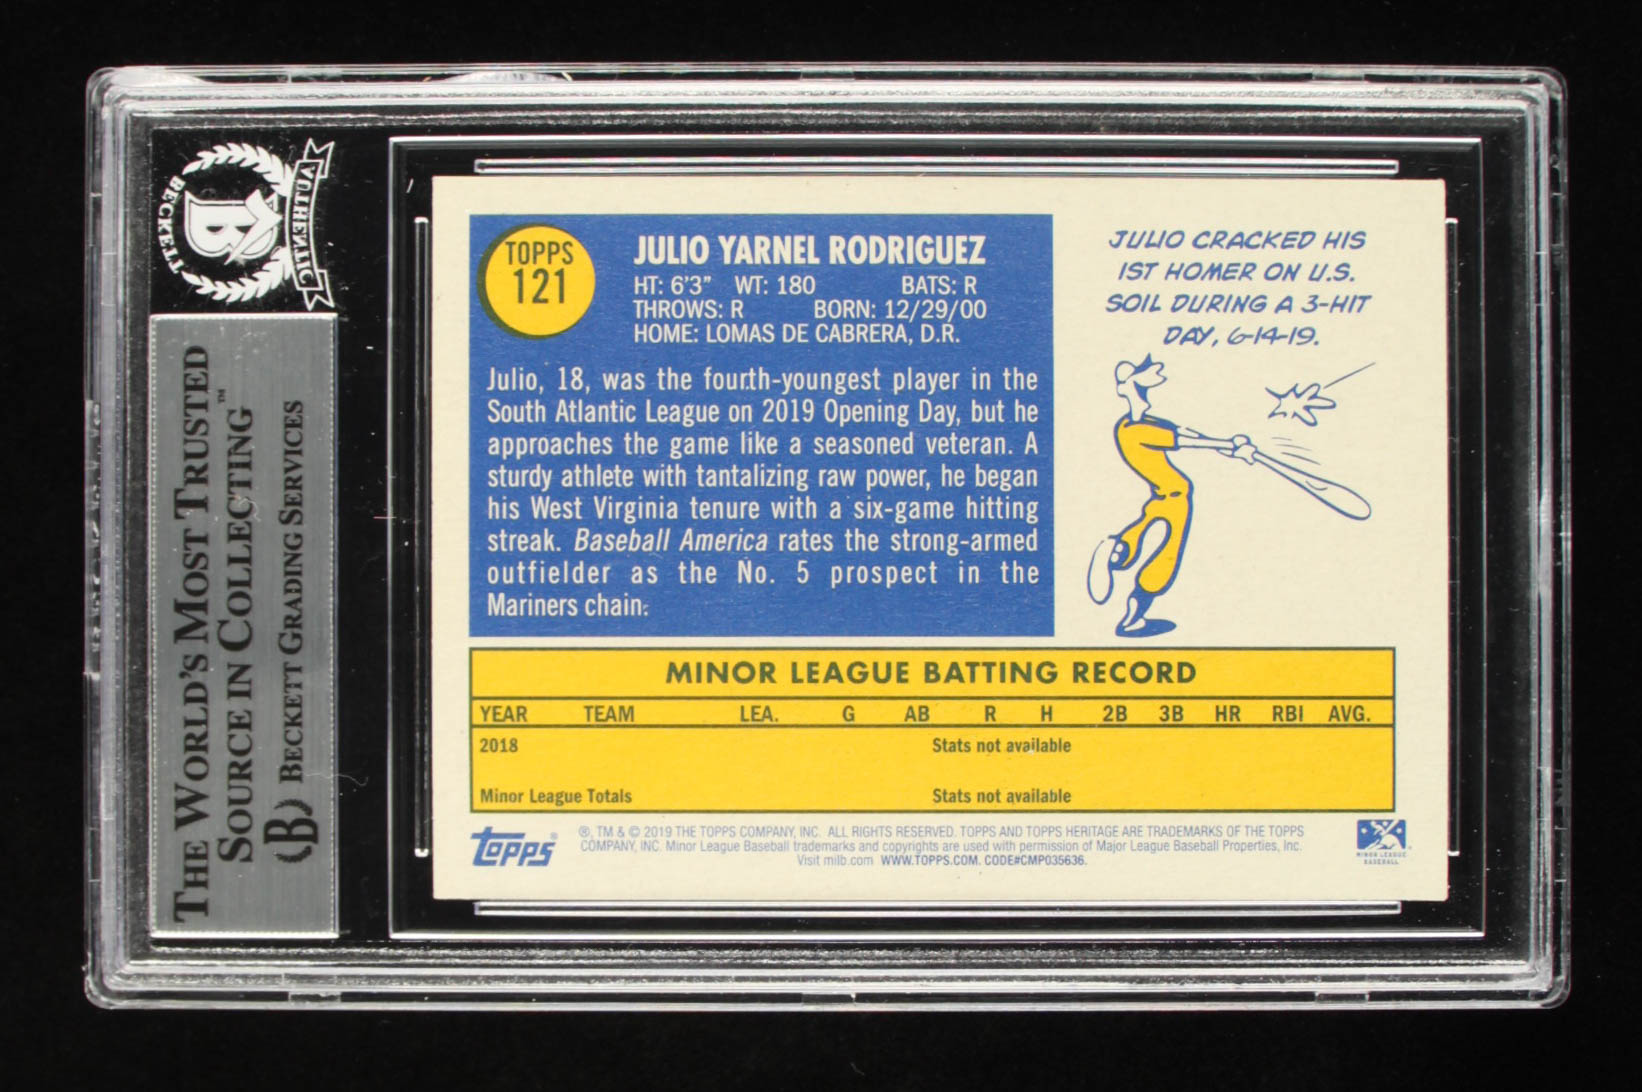 AUTHENTIC
B
BECKETT
THE WORLD'S MOST TRUSTED
SOURCE IN COLLECTING™
B BECKETT GRADING SERVICES
TOPPS
121
JULIO YARNEL RODRIGUEZ
HT: 6'3" WT: 180 BATS: R
THROWS: R BORN: 12/29/00
HOME: LOMAS DE CABRERA, D.R.
Julio, 18, was the fourth-youngest player in the
South Atlantic League on 2019 Opening Day, but he
approaches the game like a seasoned veteran. A
sturdy athlete with tantalizing raw power, he began
his West Virginia tenure with a six-game hitting
streak. Baseball America rates the strong-armed
outfielder as the No. 5 prospect in the
Mariners chain.
JULIO CRACKED HIS
1ST HOMER ON U.S.
SOIL DURING A 3-HIT
DAY, 6-14-19.
MINOR LEAGUE BATTING RECORD
YEAR TEAM LEA. G AB R H 2B 3B HR RBI AVG.
2018 Stats not available
Minor League Totals Stats not available
Topps®
®, TM & © 2019 THE TOPPS COMPANY, INC. ALL RIGHTS RESERVED. TOPPS AND TOPPS HERITAGE ARE TRADEMARKS OF THE TOPPS
COMPANY, INC. Minor League Baseball trademarks and copyrights are used with permission of Major League Baseball Properties, Inc.
Visit milb.com WWW.TOPPS.COM. CODE#CMP035636.
MINOR LEAGUE
BASEBALL